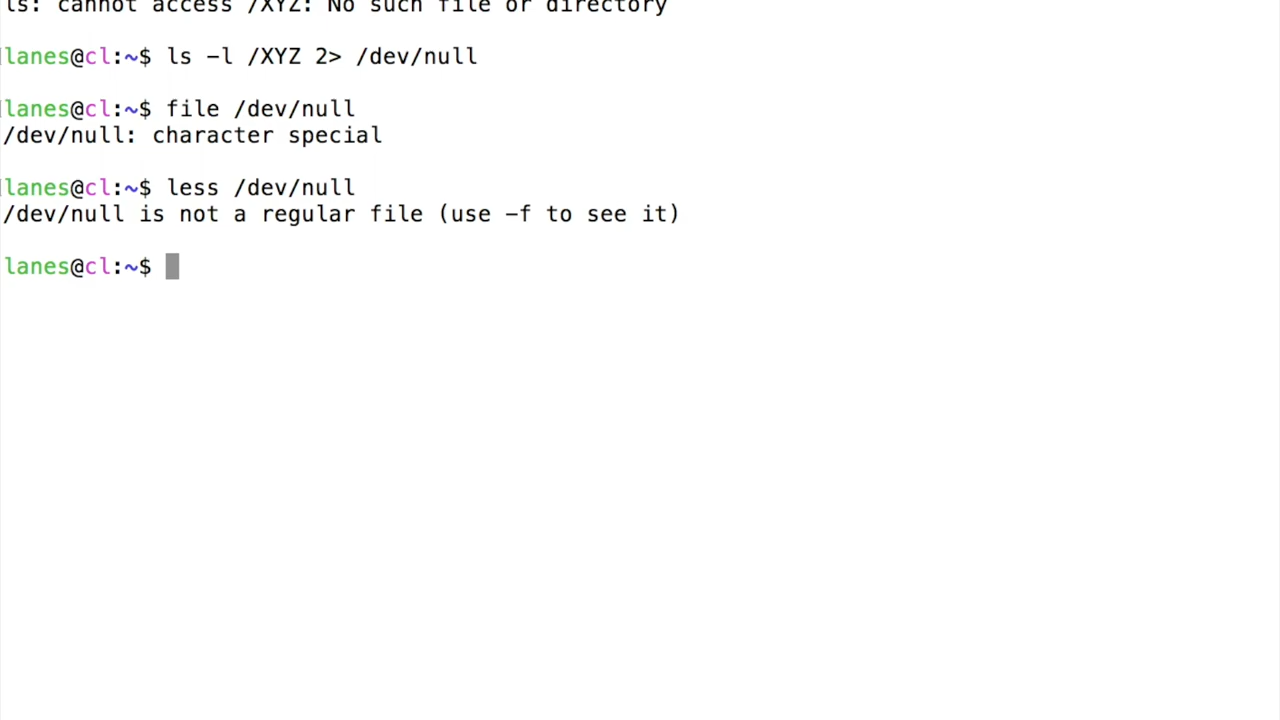 ls: cannot access /XYZ: No such file or directory
lanes@cl:~$ ls -l /XYZ 2> /dev/null
lanes@cl:~$ file /dev/null
/dev/null: character special
lanes@cl:~$ less /dev/null
/dev/null is not a regular file (use -f to see it)
lanes@cl:~$